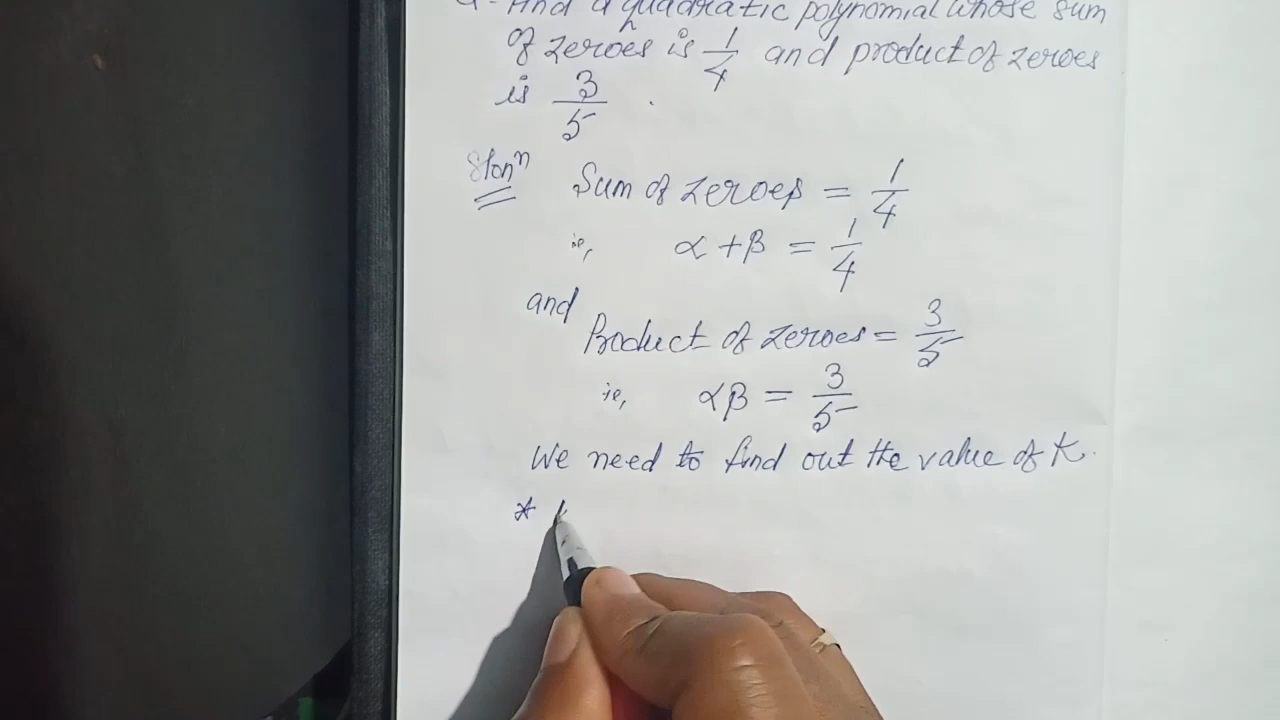 Find a quadratic polynomial whose sum
of zeroes is 1/4 and product of zeroes
is 3/5.
Slonⁿ Sum of zeroes = 1/4
ie, α + β = 1/4
and
Product of zeroes = 3/5
ie, αβ = 3/5
We need to find out the value of K.
*